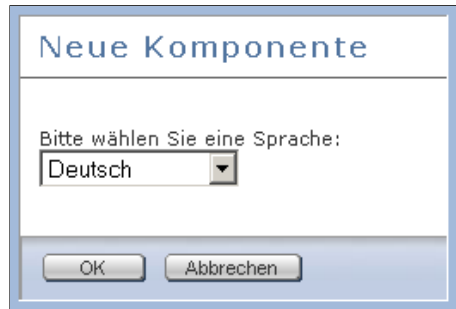 Neue Komponente
Bitte wählen Sie eine Sprache:
Deutsch
OK Abbrechen